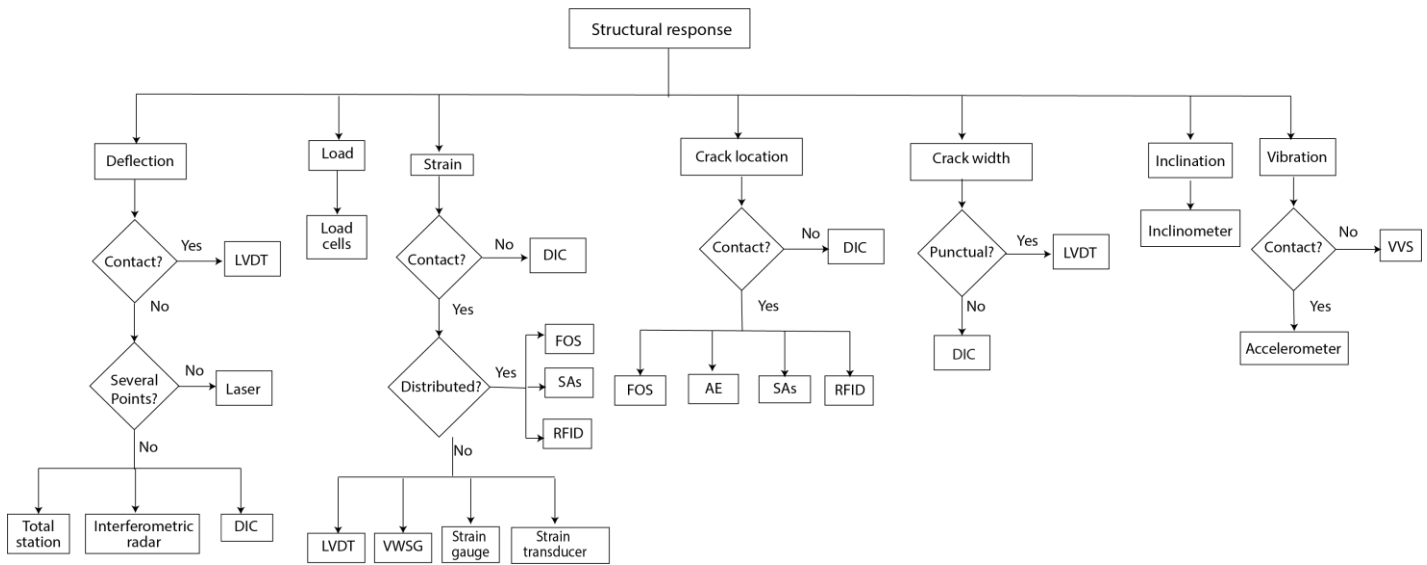 Structural response
Deflection
Load
Strain
Crack location
Crack width
Inclination
Vibration
Load
cells
Inclinometer
Contact?
Yes
LVDT
No
Contact?
No
DIC
Yes
Contact?
No
DIC
Yes
Punctual?
Yes
LVDT
No
DIC
Contact?
No
VVS
Yes
Accelerometer
Several
Points?
No
Laser
No
Distributed?
Yes
FOS
SAs
RFID
No
FOS
AE
SAs
RFID
Total
station
Interferometric
radar
DIC
LVDT
VWSG
Strain
gauge
Strain
transducer